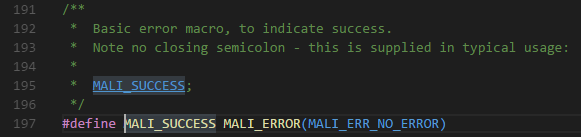 191 /**
192  *  Basic error macro, to indicate success.
193  *  Note no closing semicolon - this is supplied in typical usage:
194  *
195  *  MALI_SUCCESS;
196  */
197 #define MALI_SUCCESS MALI_ERROR(MALI_ERR_NO_ERROR)